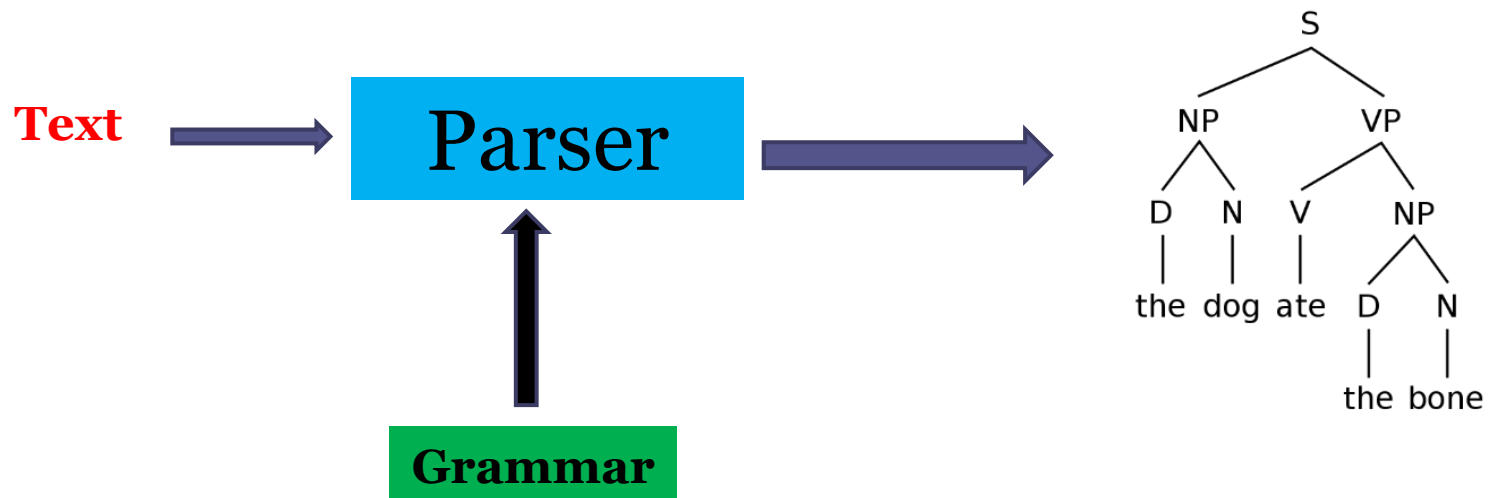 Text
Parser
Grammar
S
NP VP
D N V NP
the dog ate D N
the bone